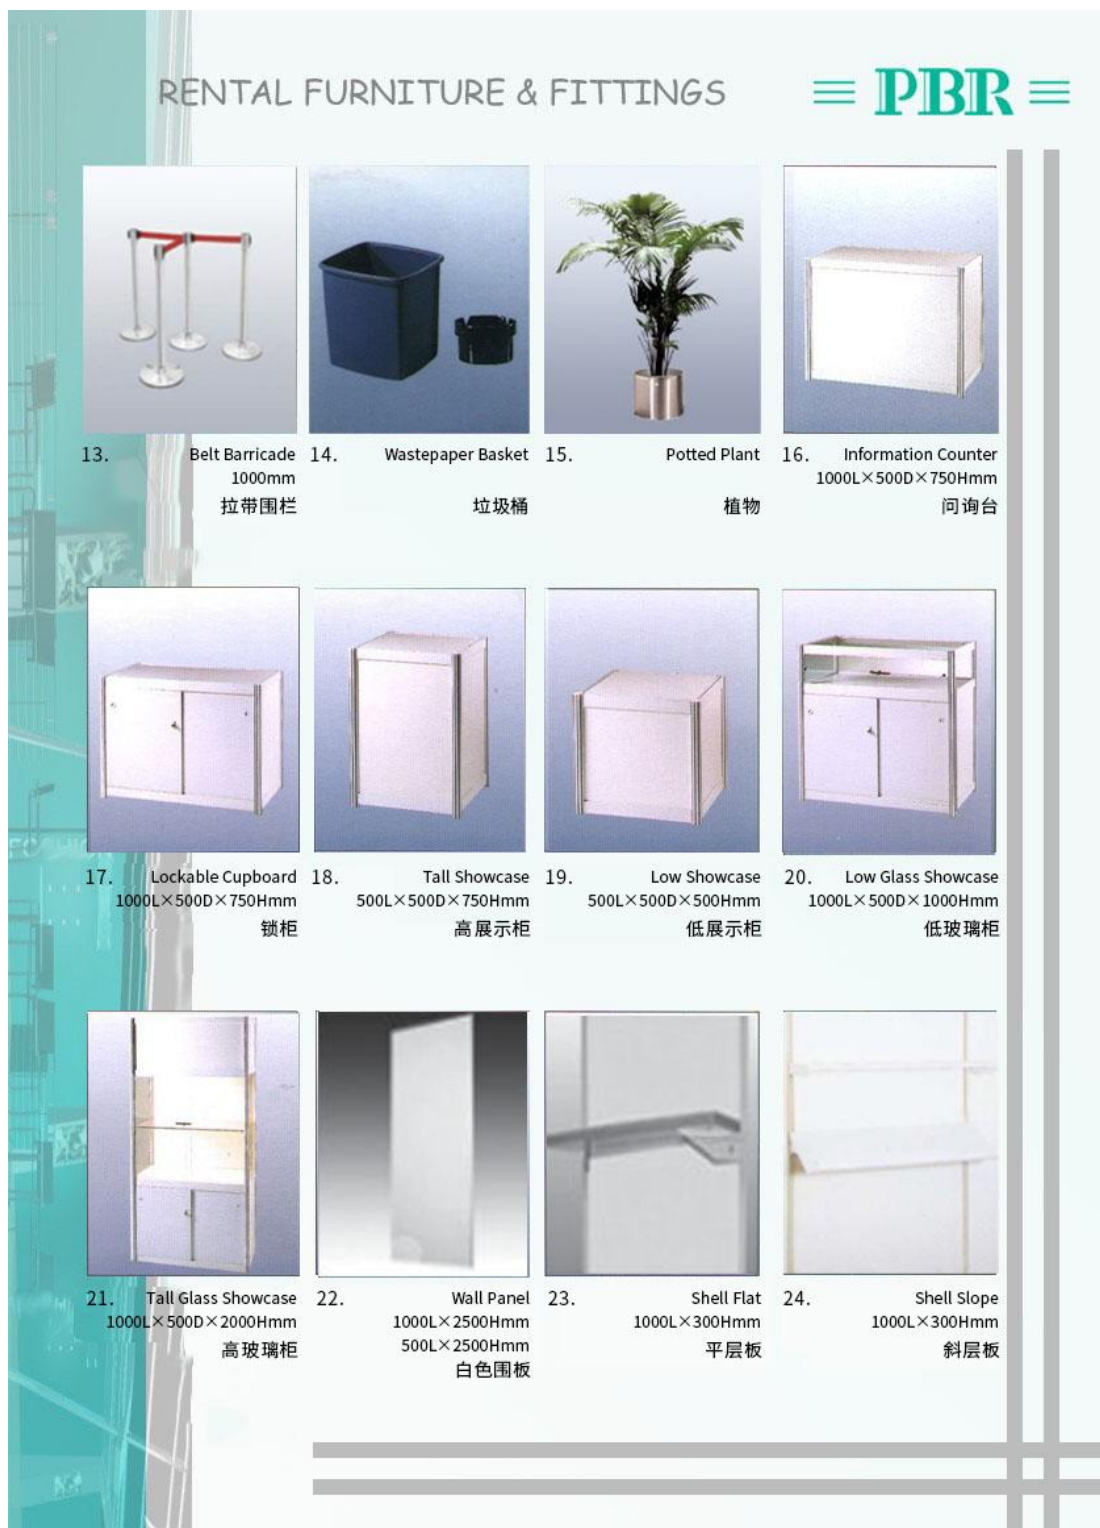 RENTAL FURNITURE & FITTINGS
PBR
13. Belt Barricade
1000mm
拉带围栏
14. Wastepaper Basket
垃圾桶
15. Potted Plant
植物
16. Information Counter
1000L×500D×750Hmm
问询台
17. Lockable Cupboard
1000L×500D×750Hmm
锁柜
18. Tall Showcase
500L×500D×750Hmm
高展示柜
19. Low Showcase
500L×500D×500Hmm
低展示柜
20. Low Glass Showcase
1000L×500D×1000Hmm
低玻璃柜
21. Tall Glass Showcase
1000L×500D×2000Hmm
高玻璃柜
22. Wall Panel
1000L×2500Hmm
500L×2500Hmm
白色围板
23. Shell Flat
1000L×300Hmm
平层板
24. Shell Slope
1000L×300Hmm
斜层板